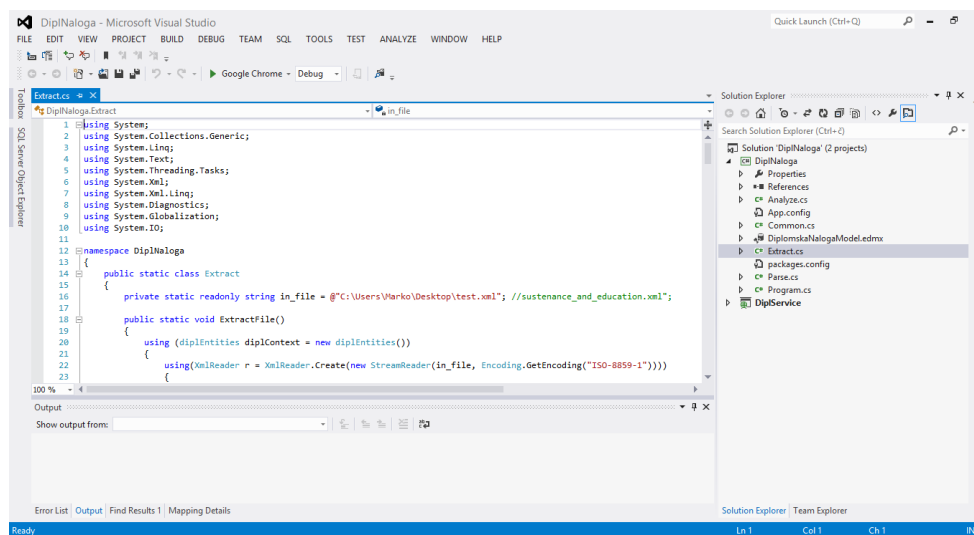 DiplNaloga - Microsoft Visual Studio
Quick Launch (Ctrl+Q)
FILE EDIT VIEW PROJECT BUILD DEBUG TEAM SQL TOOLS TEST ANALYZE WINDOW HELP
Google Chrome Debug
Toolbox
SQL Server Object Explorer
Extract.cs
DiplNaloga.Extract
in_file
1 using System;
2 using System.Collections.Generic;
3 using System.Linq;
4 using System.Text;
5 using System.Threading.Tasks;
6 using System.Xml;
7 using System.Xml.Linq;
8 using System.Diagnostics;
9 using System.Globalization;
10 using System.IO;
11
12 namespace DiplNaloga
13 {
14 public static class Extract
15 {
16 private static readonly string in_file = @"C:\Users\Marko\Desktop\test.xml"; //sustenance_and_education.xml";
17
18 public static void ExtractFile()
19 {
20 using (diplEntities diplContext = new diplEntities())
21 {
22 using(XmlReader r = XmlReader.Create(new StreamReader(in_file, Encoding.GetEncoding("ISO-8859-1"))))
23 {
100 %
Output
Show output from:
Error List Output Find Results 1 Mapping Details
Solution Explorer
Search Solution Explorer (Ctrl+č)
Solution 'DiplNaloga' (2 projects)
C# DiplNaloga
Properties
References
C# Analyze.cs
App.config
C# Common.cs
DiplomskaNalogaModel.edmx
C# Extract.cs
packages.config
C# Parse.cs
C# Program.cs
DiplService
Solution Explorer Team Explorer
Ready Ln 1 Col 1 Ch 1 IN